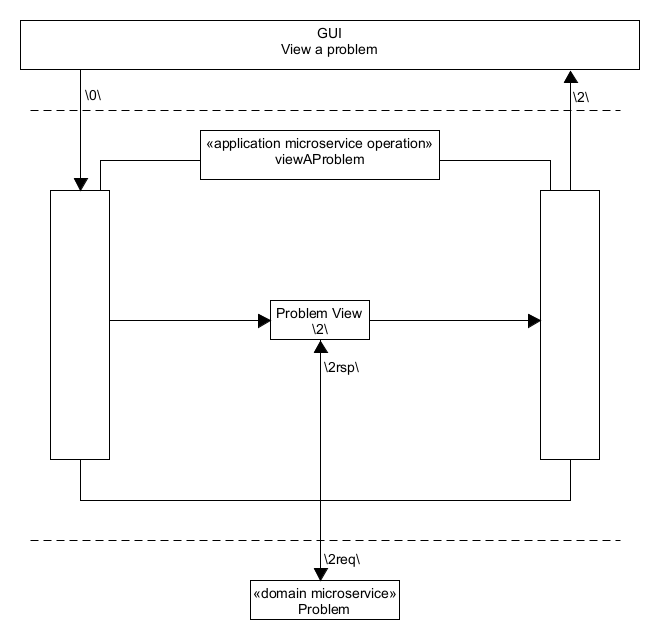 GUI
View a problem
\0\
\2\
«application microservice operation»
viewAProblem
Problem View
\2\
\2rsp\
\2req\
«domain microservice»
Problem